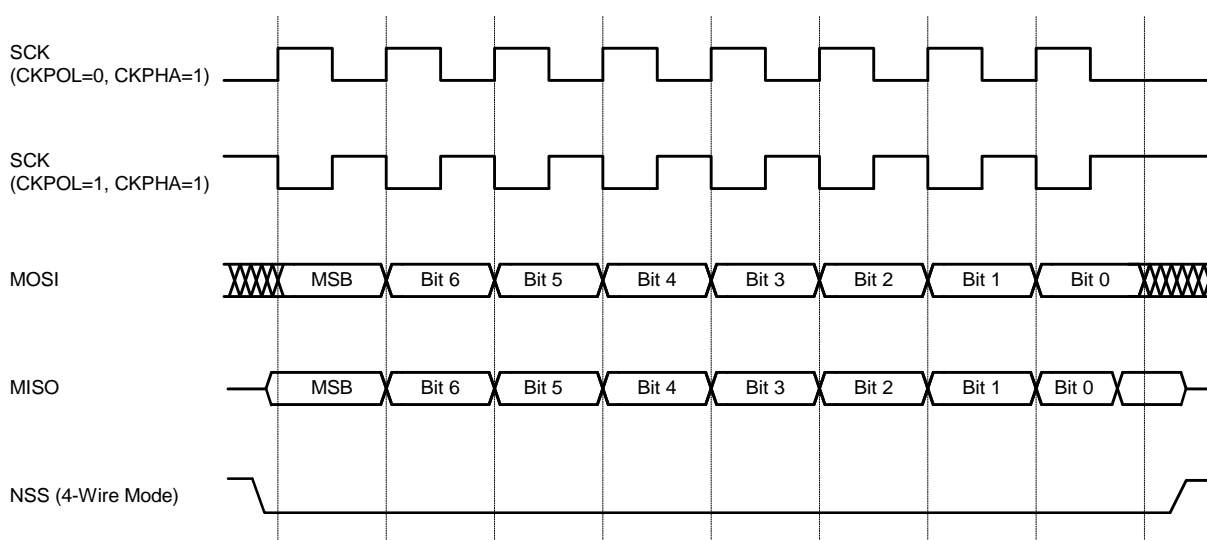 SCK
(CKPOL=0, CKPHA=1)
SCK
(CKPOL=1, CKPHA=1)
MOSI MSB Bit 6 Bit 5 Bit 4 Bit 3 Bit 2 Bit 1 Bit 0
MISO MSB Bit 6 Bit 5 Bit 4 Bit 3 Bit 2 Bit 1 Bit 0
NSS (4-Wire Mode)